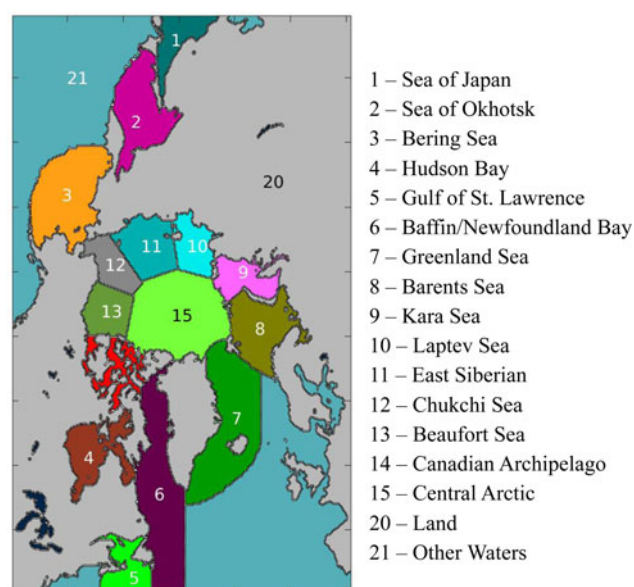 1
21
2
3
20
11
10
12
9
13
15
8
7
4
6
5
1 – Sea of Japan
2 – Sea of Okhotsk
3 – Bering Sea
4 – Hudson Bay
5 – Gulf of St. Lawrence
6 – Baffin/Newfoundland Bay
7 – Greenland Sea
8 – Barents Sea
9 – Kara Sea
10 – Laptev Sea
11 – East Siberian
12 – Chukchi Sea
13 – Beaufort Sea
14 – Canadian Archipelago
15 – Central Arctic
20 – Land
21 – Other Waters